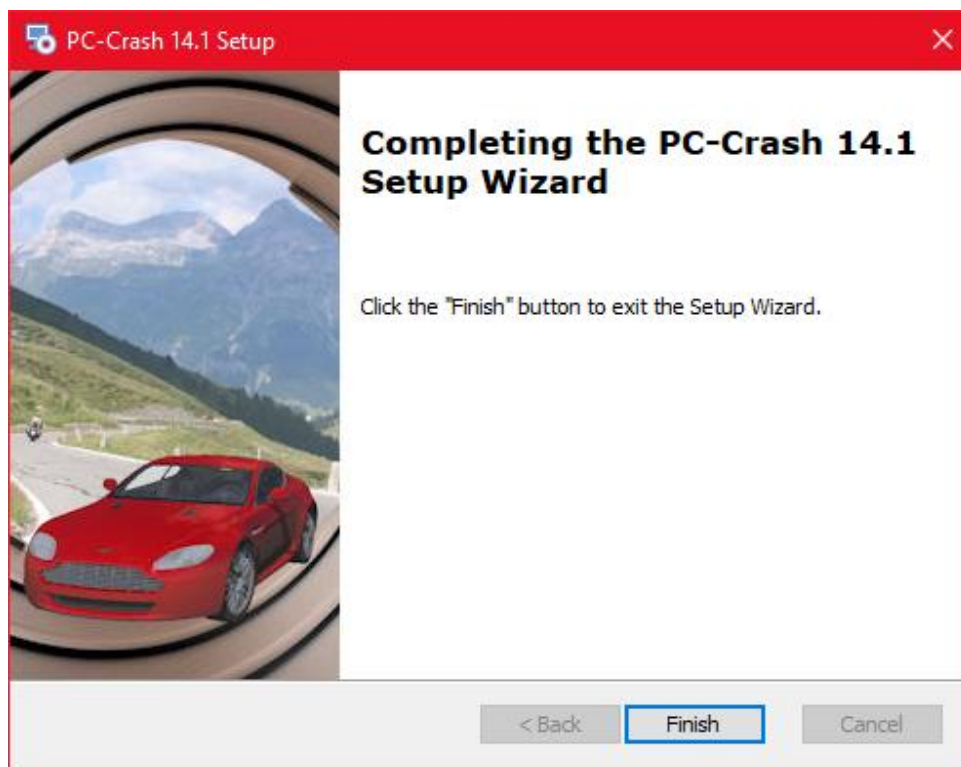 PC-Crash 14.1 Setup
Completing the PC-Crash 14.1
Setup Wizard
Click the "Finish" button to exit the Setup Wizard.
< Back
Finish
Cancel